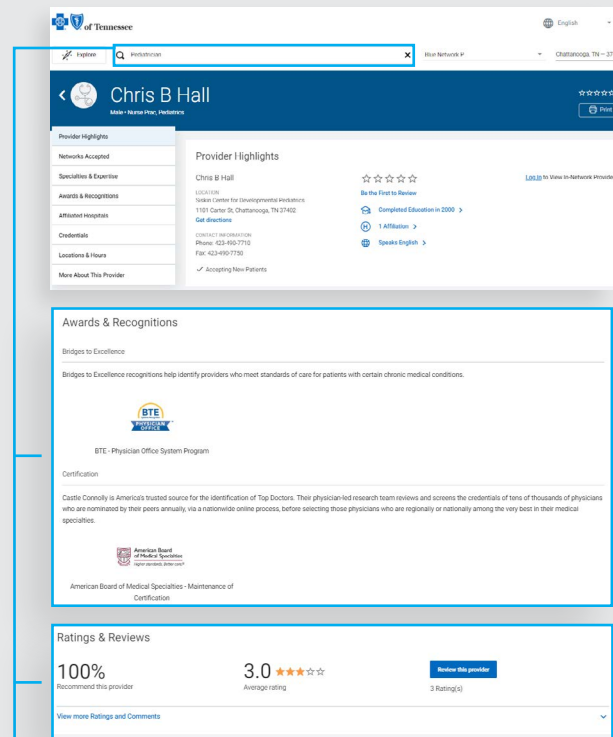 of Tennessee
English
Explore
Pediatrician
Blue Network P
Chattanooga, TN – 37
Chris B Hall
Male • Nurse Prac, Pediatrics
Print
Provider Highlights
Networks Accepted
Specialties & Expertise
Awards & Recognitions
Affiliated Hospitals
Credentials
Locations & Hours
More About This Provider
Provider Highlights
Chris B Hall
LOCATION
Siskin Center for Developmental Pediatrics
1101 Carter St, Chattanooga, TN 37402
Get directions
CONTACT INFORMATION
Phone: 423-490-7710
Fax: 423-490-7750
Accepting New Patients
Be the First to Review
Completed Education in 2000 >
H 1 Affiliation >
Speaks English >
Log in to View In-Network Provide
Awards & Recognitions
Bridges to Excellence
Bridges to Excellence recognitions help identify providers who meet standards of care for patients with certain chronic medical conditions.
BTE
PHYSICIAN
OFFICE
BTE - Physician Office System Program
Certification
Castle Connolly is America's trusted source for the identification of Top Doctors. Their physician-led research team reviews and screens the credentials of tens of thousands of physicians
who are nominated by their peers annually, via a nationwide online process, before selecting those physicians who are regionally or nationally among the very best in their medical
specialties.
American Board
of Medical Specialties
Higher standards. Better care.®
American Board of Medical Specialties - Maintenance of
Certification
Ratings & Reviews
100%
Recommend this provider
3.0
Average rating
Review this provider
3 Rating(s)
View more Ratings and Comments